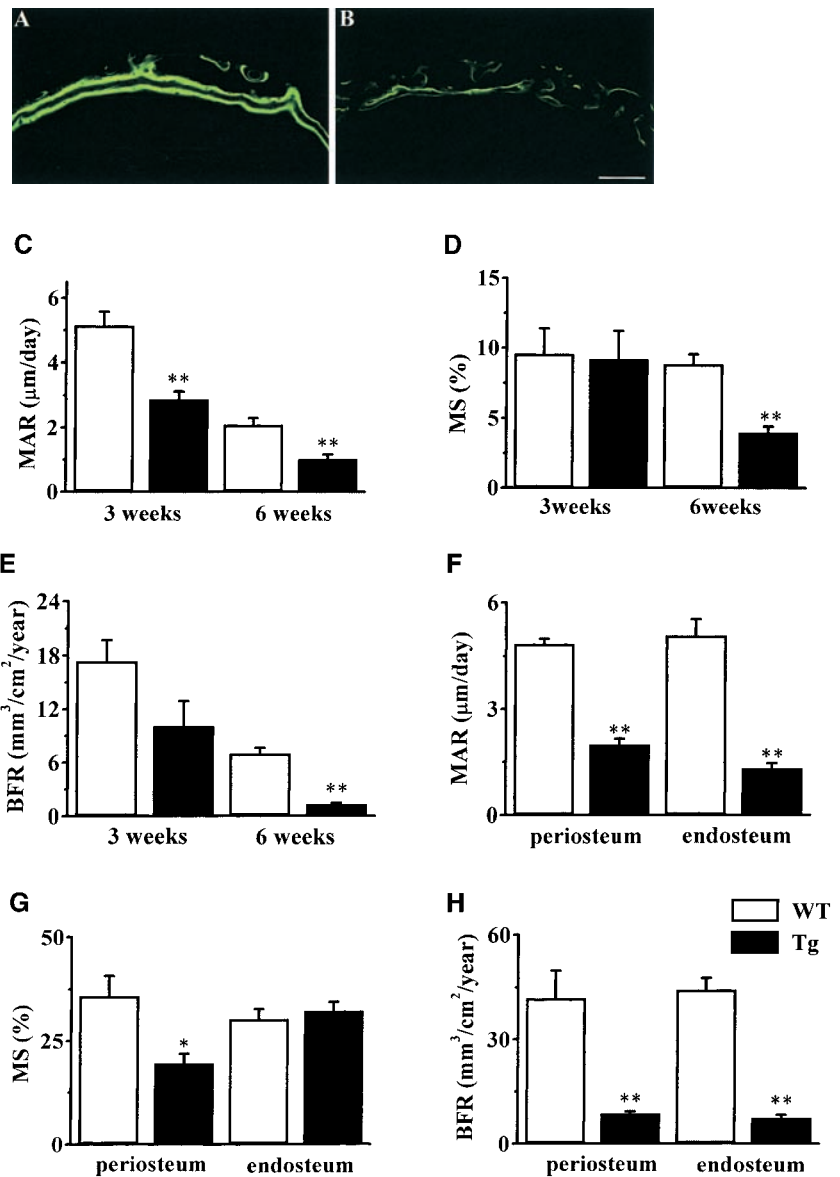 A
B
C
MAR (μm/day)
6
4
2
0
**
**
3 weeks
6 weeks
D
MS (%)
15
10
5
0
**
3weeks
6weeks
E
BFR (mm³/cm²/year)
24
18
12
6
0
**
3 weeks
6 weeks
F
MAR (μm/day)
6
3
0
**
**
periosteum
endosteum
G
MS (%)
50
25
0
*
periosteum
endosteum
H
WT
Tg
BFR (mm³/cm²/year)
60
30
0
**
**
periosteum
endosteum